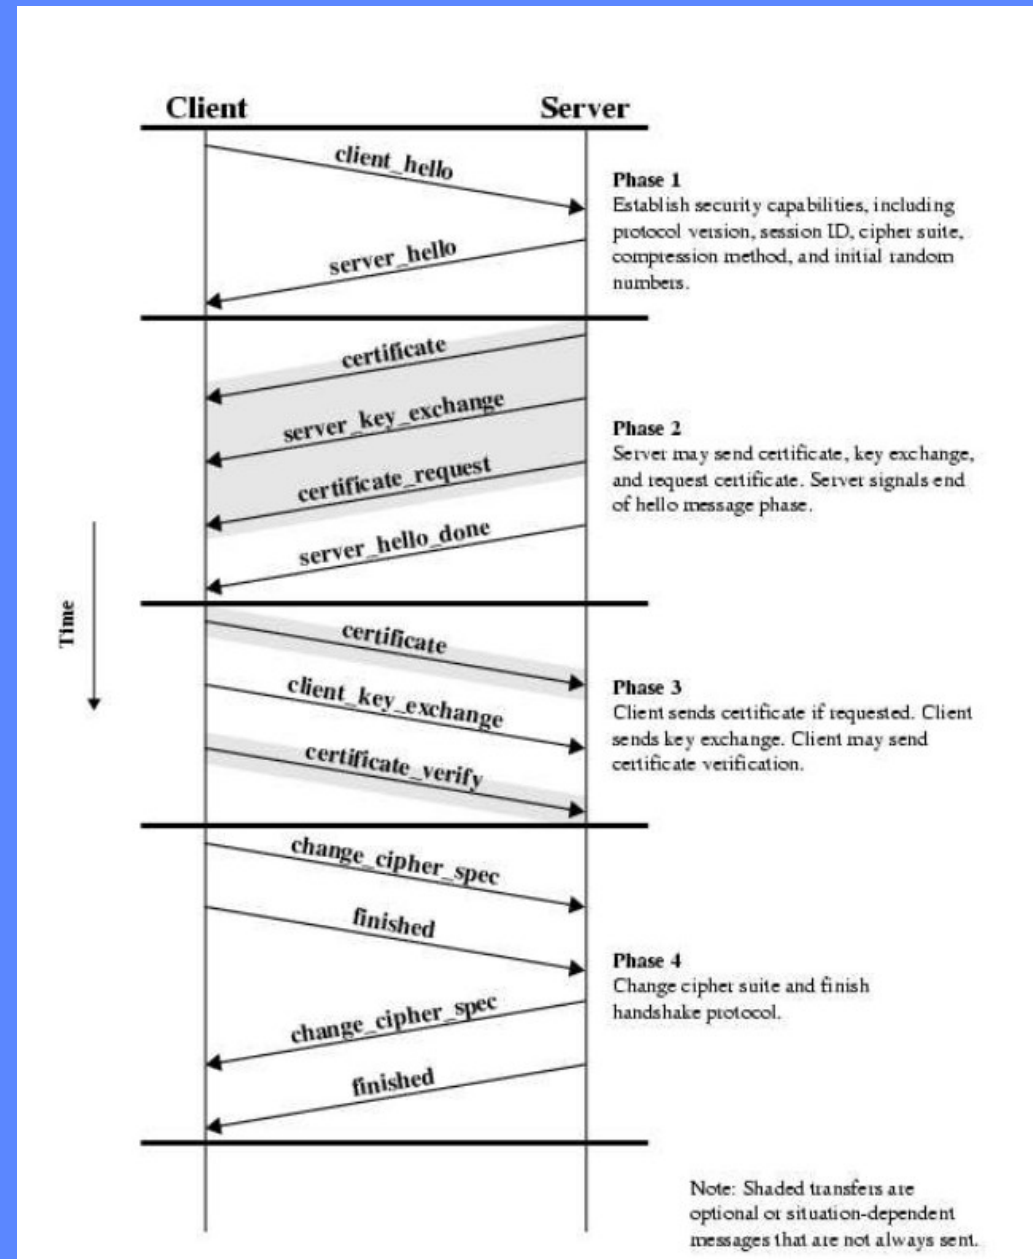 Client Server
client_hello
Phase 1
Establish security capabilities, including
protocol version, session ID, cipher suite,
compression method, and initial random
numbers.
server_hello
certificate
server_key_exchange
Phase 2
Server may send certificate, key exchange,
and request certificate. Server signals end
of hello message phase.
certificate_request
server_hello_done
Time
certificate
client_key_exchange
Phase 3
Client sends certificate if requested. Client
sends key exchange. Client may send
certificate verification.
certificate_verify
change_cipher_spec
finished
Phase 4
Change cipher suite and finish
handshake protocol.
change_cipher_spec
finished
Note: Shaded transfers are
optional or situation-dependent
messages that are not always sent.